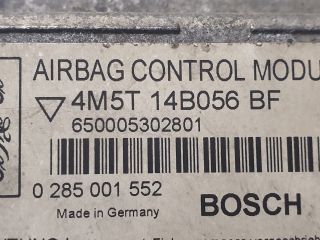 AIRBAG CONTROL MODU
4M5T 14B056 BF
650005302801
0 285 001 552
Made in Germany
BOSCH